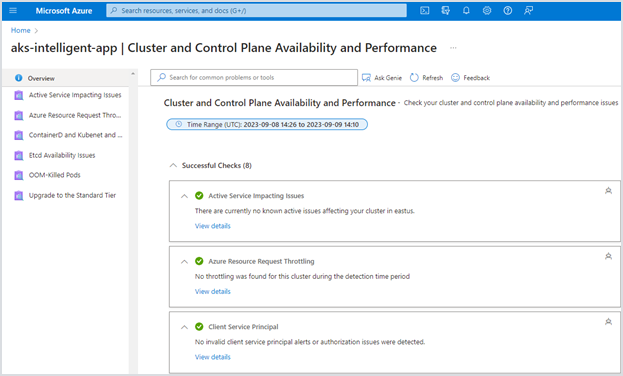 Microsoft Azure
Search resources, services, and docs (G+/)
Home
aks-intelligent-app | Cluster and Control Plane Availability and Performance
...
Overview
Active Service Impacting Issues
Azure Resource Request Thro...
ContainerD and Kubenet and ...
Etcd Availability Issues
OOM-Killed Pods
Upgrade to the Standard Tier
Search for common problems or tools
Ask Genie
Refresh
Feedback
Cluster and Control Plane Availability and Performance - Check your cluster and control plane availability and performance issues
Time Range (UTC): 2023-09-08 14:26 to 2023-09-09 14:10
Successful Checks (8)
Active Service Impacting Issues
There are currently no known active issues affecting your cluster in eastus.
View details
Azure Resource Request Throttling
No throttling was found for this cluster during the detection time period
View details
Client Service Principal
No invalid client service principal alerts or authorization issues were detected.
View details